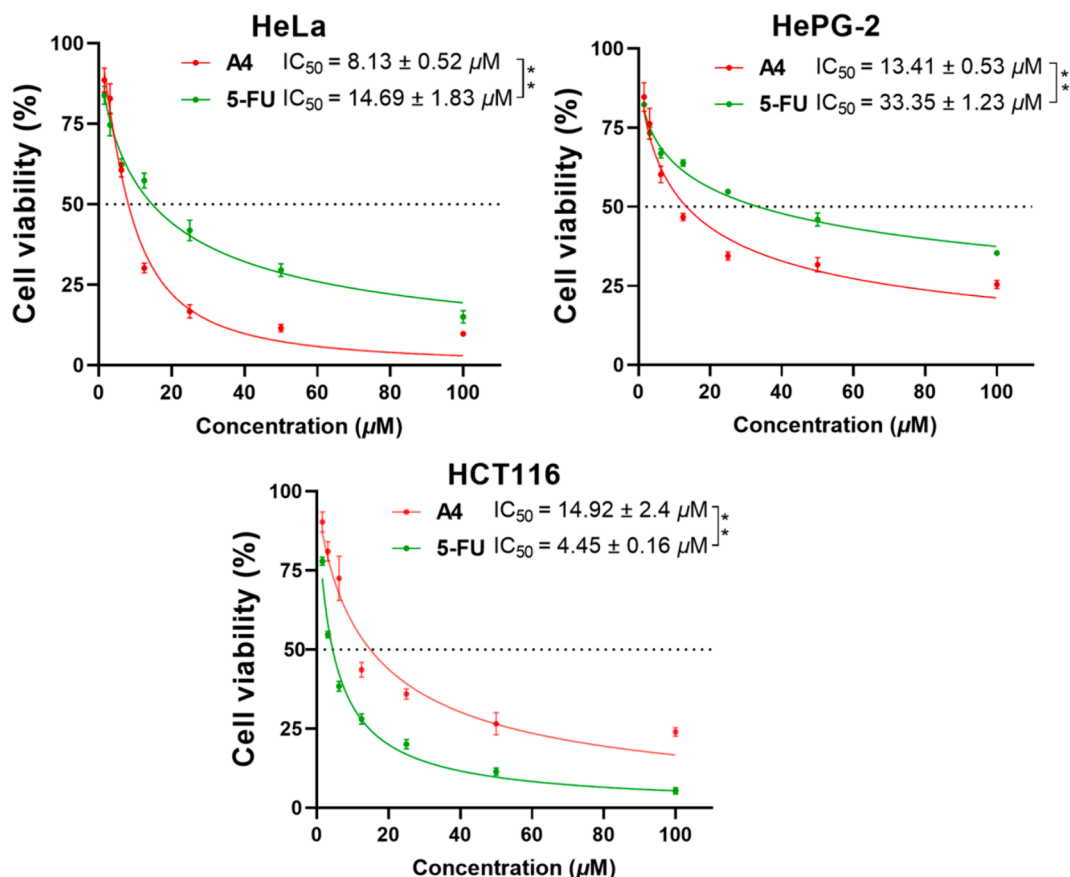 HeLa
A4 IC50 = 8.13 ± 0.52 µM
5-FU IC50 = 14.69 ± 1.83 µM
*
*
Cell viability (%)
100
75
50
25
0
0 20 40 60 80 100
Concentration (µM)
HePG-2
A4 IC50 = 13.41 ± 0.53 µM
5-FU IC50 = 33.35 ± 1.23 µM
*
*
Cell viability (%)
100
75
50
25
0
0 20 40 60 80 100
Concentration (µM)
HCT116
A4 IC50 = 14.92 ± 2.4 µM
5-FU IC50 = 4.45 ± 0.16 µM
*
*
Cell viability (%)
100
75
50
25
0
0 20 40 60 80 100
Concentration (µM)